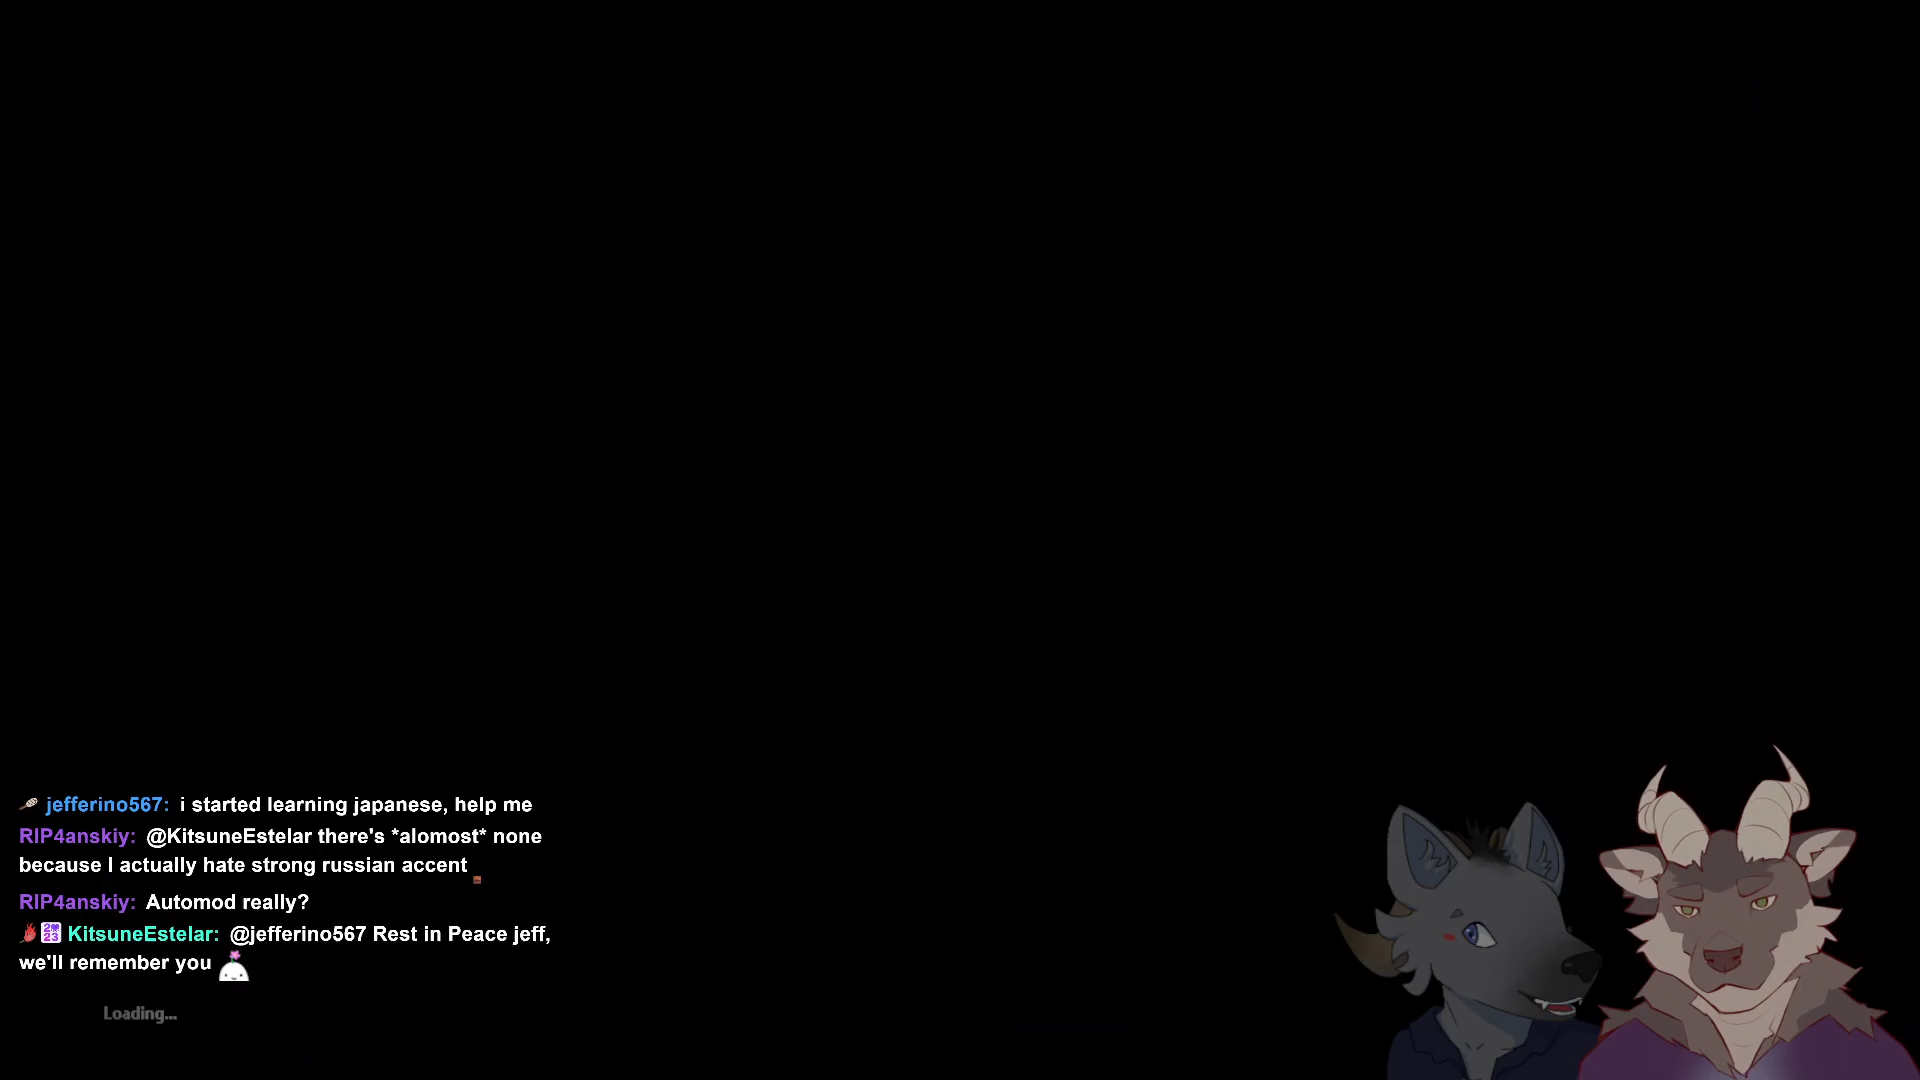 jefferino567: i started learning japanese, help me
RIP4anskiy: @KitsuneEstelar there's *alomost* none
because I actually hate strong russian accent
RIP4anskiy: Automod really?
2023 KitsuneEstelar: @jefferino567 Rest in Peace jeff,
we'll remember you
Loading...